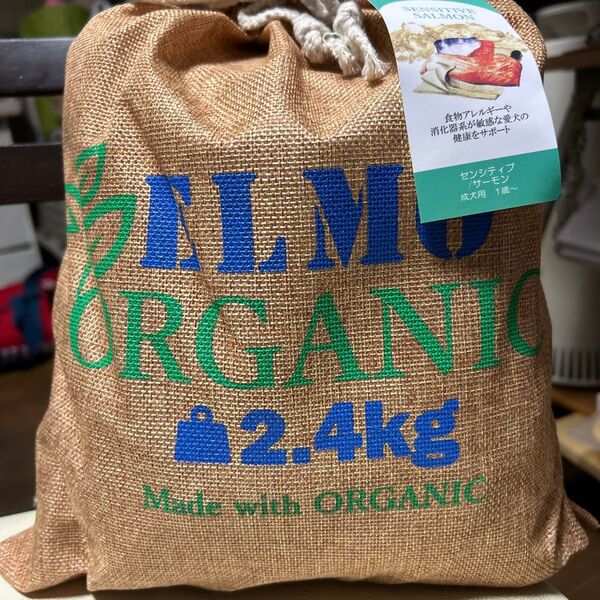 SENSITIVE
SALMON
食物アレルギーや
消化器系が敏感な愛犬の
健康をサポート
センシティブ
/サーモン
成犬用 1歳～
ELMO
ORGANIC
2.4kg
Made with ORGANIC